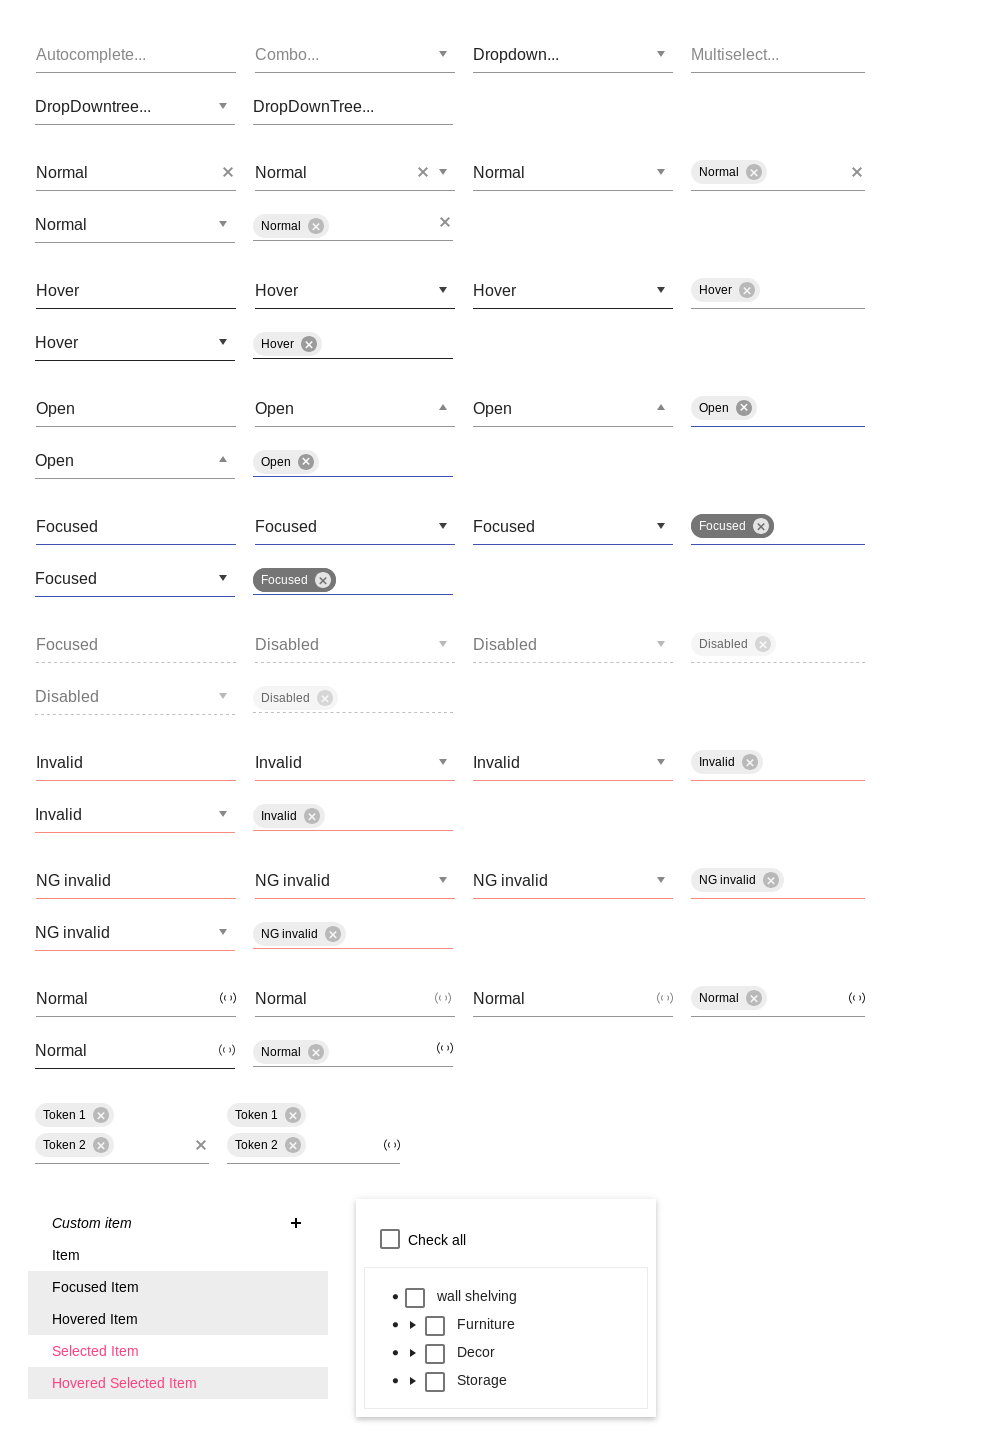 Autocomplete... Combo... Dropdown... Multiselect...
DropDowntree... DropDownTree...
Normal Normal Normal Normal
Normal Normal
Hover Hover Hover Hover
Hover Hover
Open Open Open Open
Open Open
Focused Focused Focused Focused
Focused Focused
Focused Disabled Disabled Disabled
Disabled Disabled
Invalid Invalid Invalid Invalid
Invalid Invalid
NG invalid NG invalid NG invalid NG invalid
NG invalid NG invalid
Normal Normal Normal Normal
Normal Normal
Token 1 Token 1
Token 2 Token 2
Custom item
Item
Focused Item
Hovered Item
Selected Item
Hovered Selected Item
Check all
wall shelving
Furniture
Decor
Storage